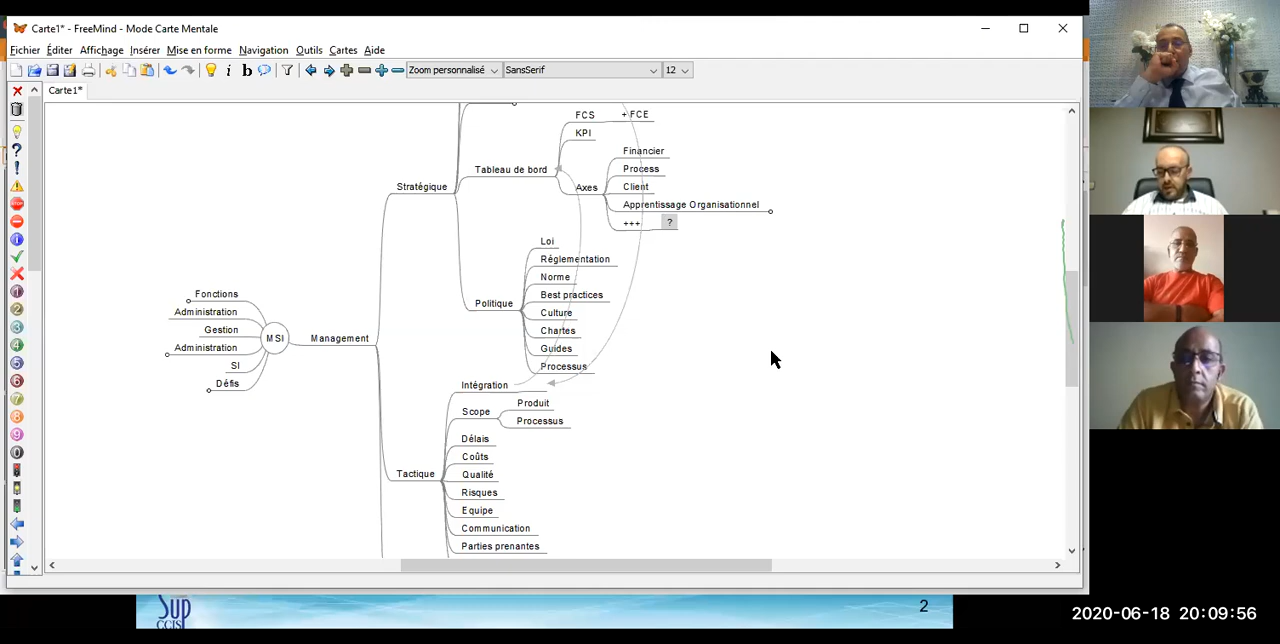 Carte1* - FreeMind - Mode Carte Mentale
Fichier Éditer Affichage Insérer Mise en forme Navigation Outils Cartes Aide
i b Zoom personnalisé SansSerif 12
Carte1*
FCS + FCE
KPI
Financier
Tableau de bord
Process
Stratégique
Axes
Client
Apprentissage Organisationnel
+++ ?
Loi
Réglementation
Norme
Fonctions
Best practices
Politique
Administration
Culture
Gestion
Chartes
MSI
Management
Administration
Guides
SI
Processus
Défis
Intégration
Produit
Scope
Processus
Délais
Coûts
Tactique
Qualité
Risques
Equipe
Communication
Parties prenantes
Sup
CCIS
2
2020-06-18 20:09:56